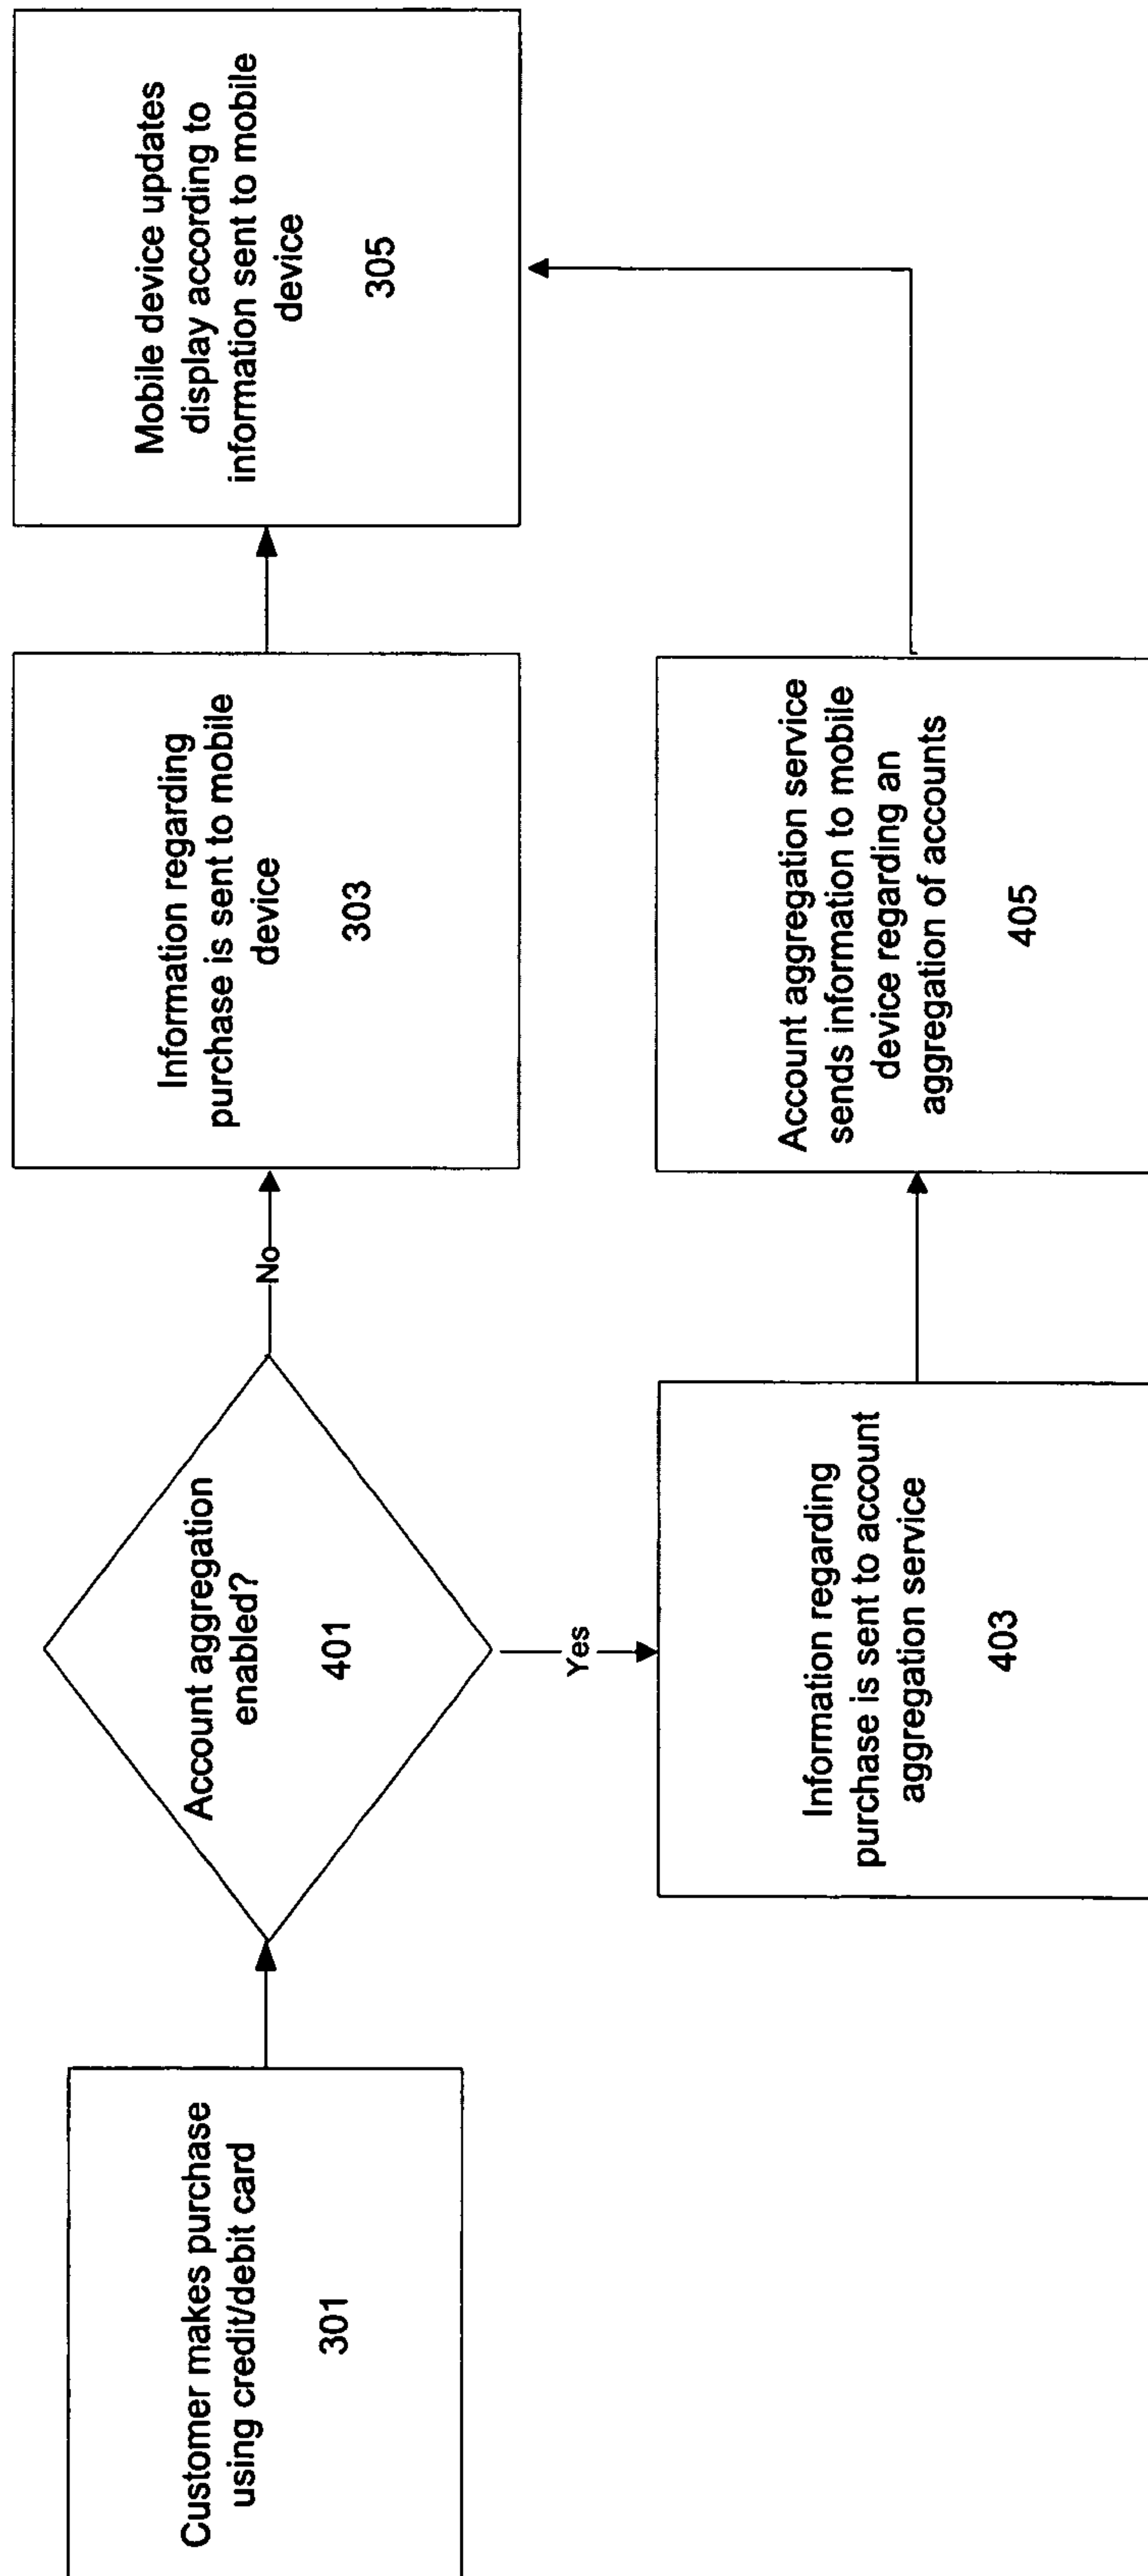 Customer makes purchase
using credit/debit card
301
Account aggregation
enabled?
401
No
Yes
Information regarding
purchase is sent to mobile
device
303
Mobile device updates
display according to
information sent to mobile
device
305
Information regarding
purchase is sent to account
aggregation service
403
Account aggregation service
sends information to mobile
device regarding an
aggregation of accounts
405